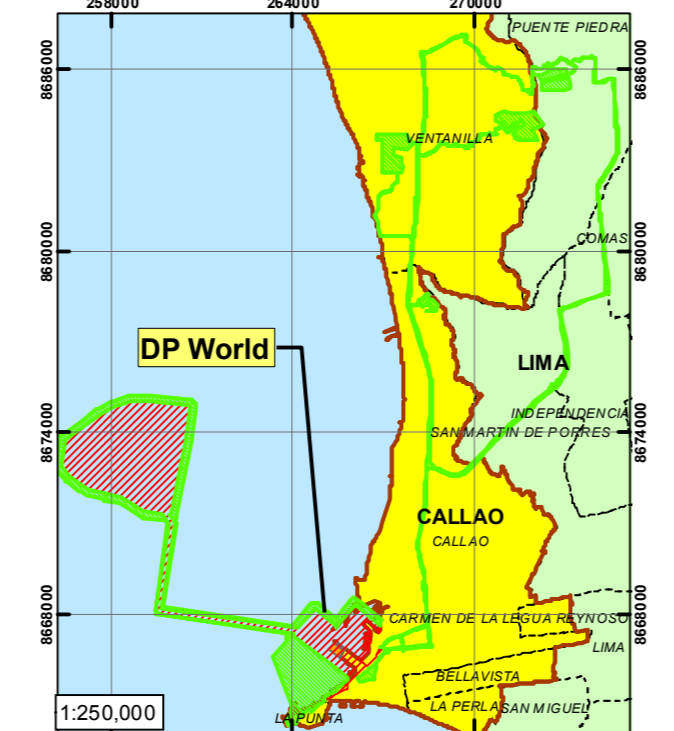 258000
264000
270000
PUENTE PIEDRA
8686000
8686000
VENTANILLA
COMAS
8680000
8680000
DP World
LIMA
INDEPENDENCIA
8674000
SAN MARTIN DE PORRES
8674000
CALLAO
CALLAO
8668000
CARMEN DE LA LEGUA REYNOSO
8668000
LIMA
BELLAVISTA
LA PERLA
SAN MIGUEL
1:250,000
LA PUNTA